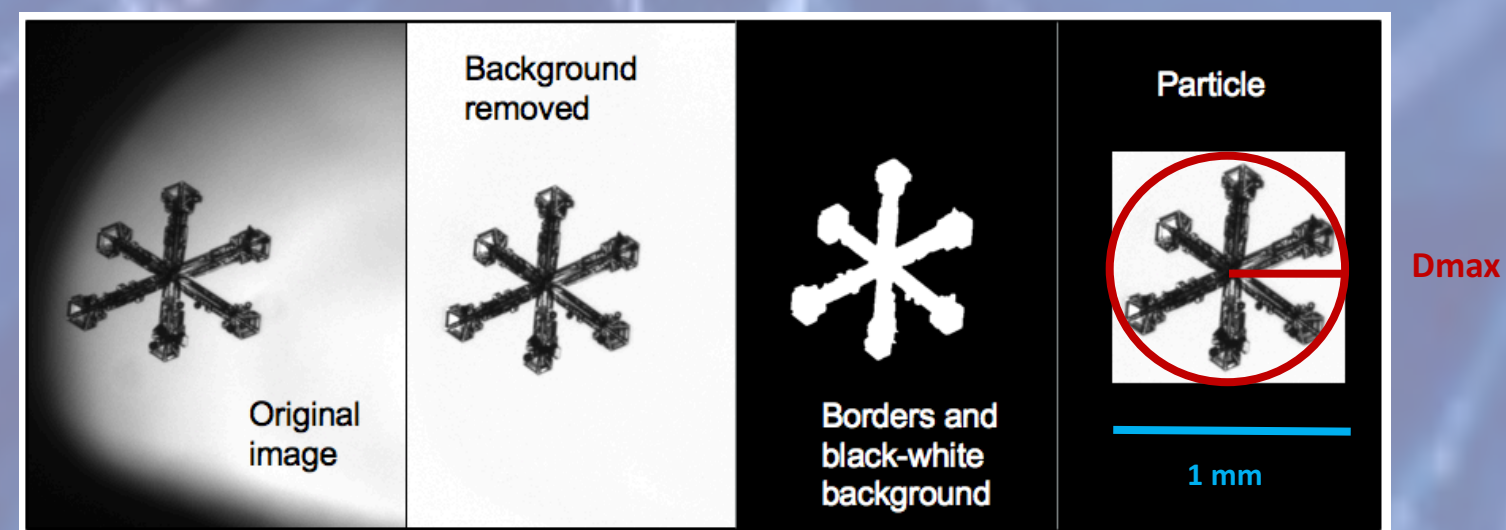 Original
image
Background
removed
Borders and
black-white
background
Particle
1 mm
Dmax